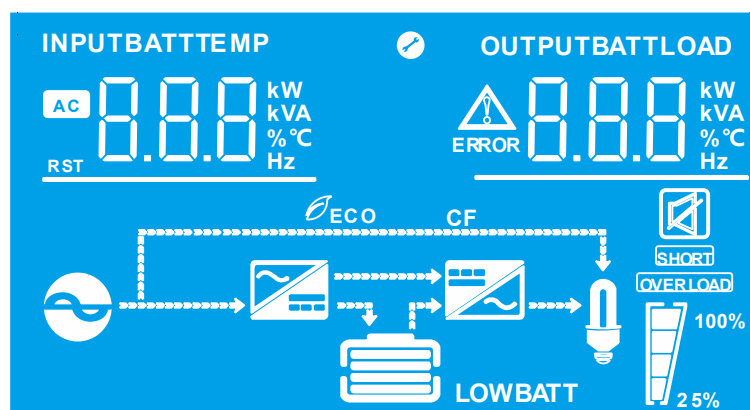 INPUTBATTTEMP
OUTPUTBATTLOAD
AC
8.8.8
kW
kVA
%℃
Hz
RST
ERROR
8.8.8
kW
kVA
%℃
Hz
ECO
CF
SHORT
OVERLOAD
100%
25%
LOWBATT